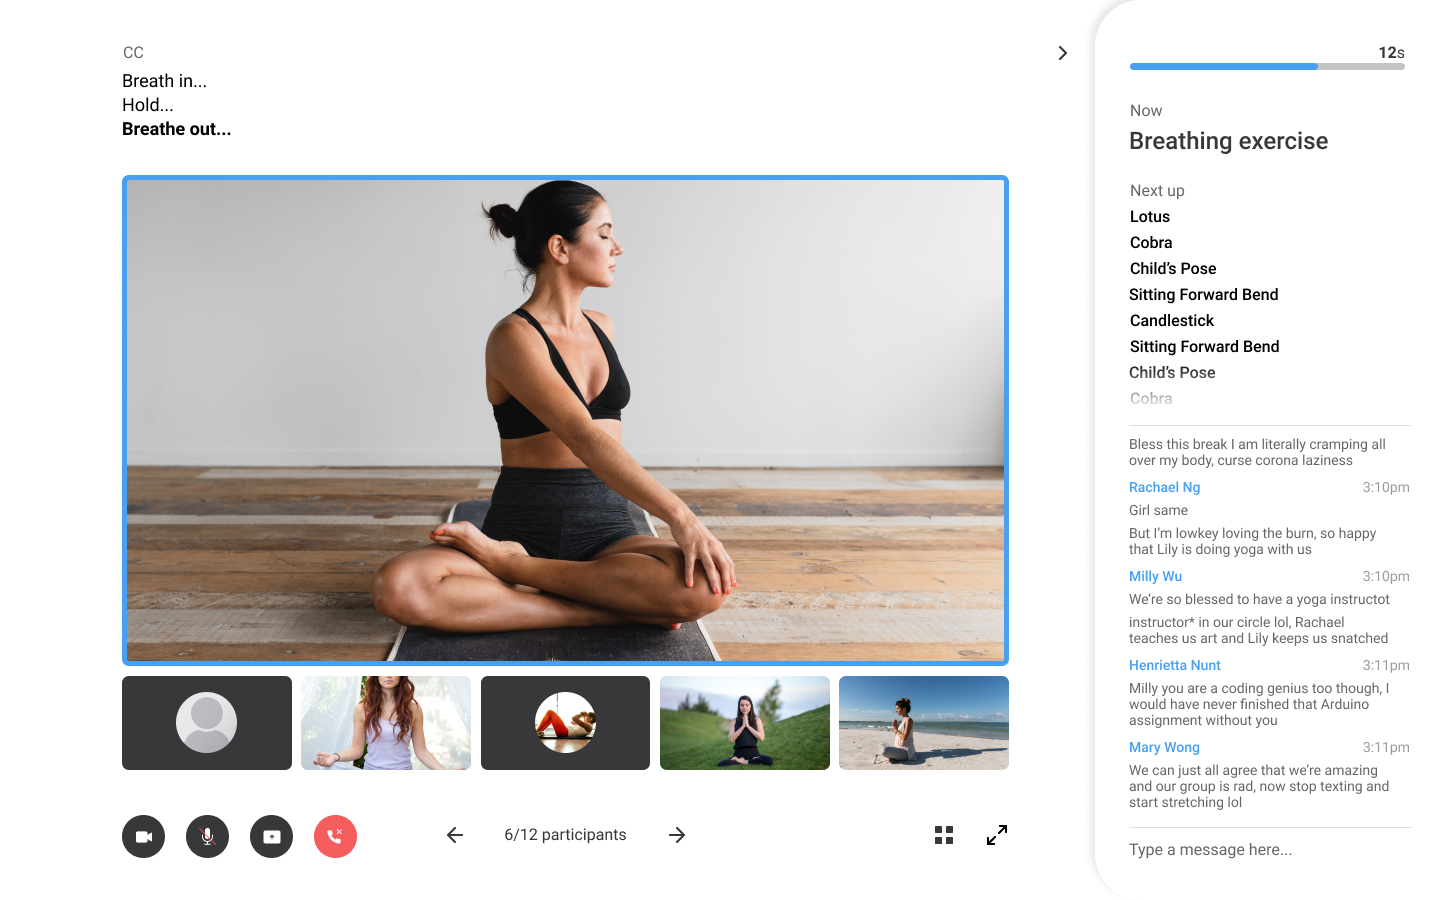 CC
Breath in...
Hold...
Breathe out...
12s
Now
Breathing exercise
Next up
Lotus
Cobra
Child's Pose
Sitting Forward Bend
Candlestick
Sitting Forward Bend
Child's Pose
Cobra
Bless this break I am literally cramping all
over my body, curse corona laziness
Rachael Ng 3:10pm
Girl same
But I'm lowkey loving the burn, so happy
that Lily is doing yoga with us
Milly Wu 3:10pm
We're so blessed to have a yoga instructot
instructor* in our circle lol, Rachael
teaches us art and Lily keeps us snatched
Henrietta Nunt 3:11pm
Milly you are a coding genius too though, I
would have never finished that Arduino
assignment without you
Mary Wong 3:11pm
We can just all agree that we're amazing
and our group is rad, now stop texting and
start stretching lol
Type a message here...
6/12 participants